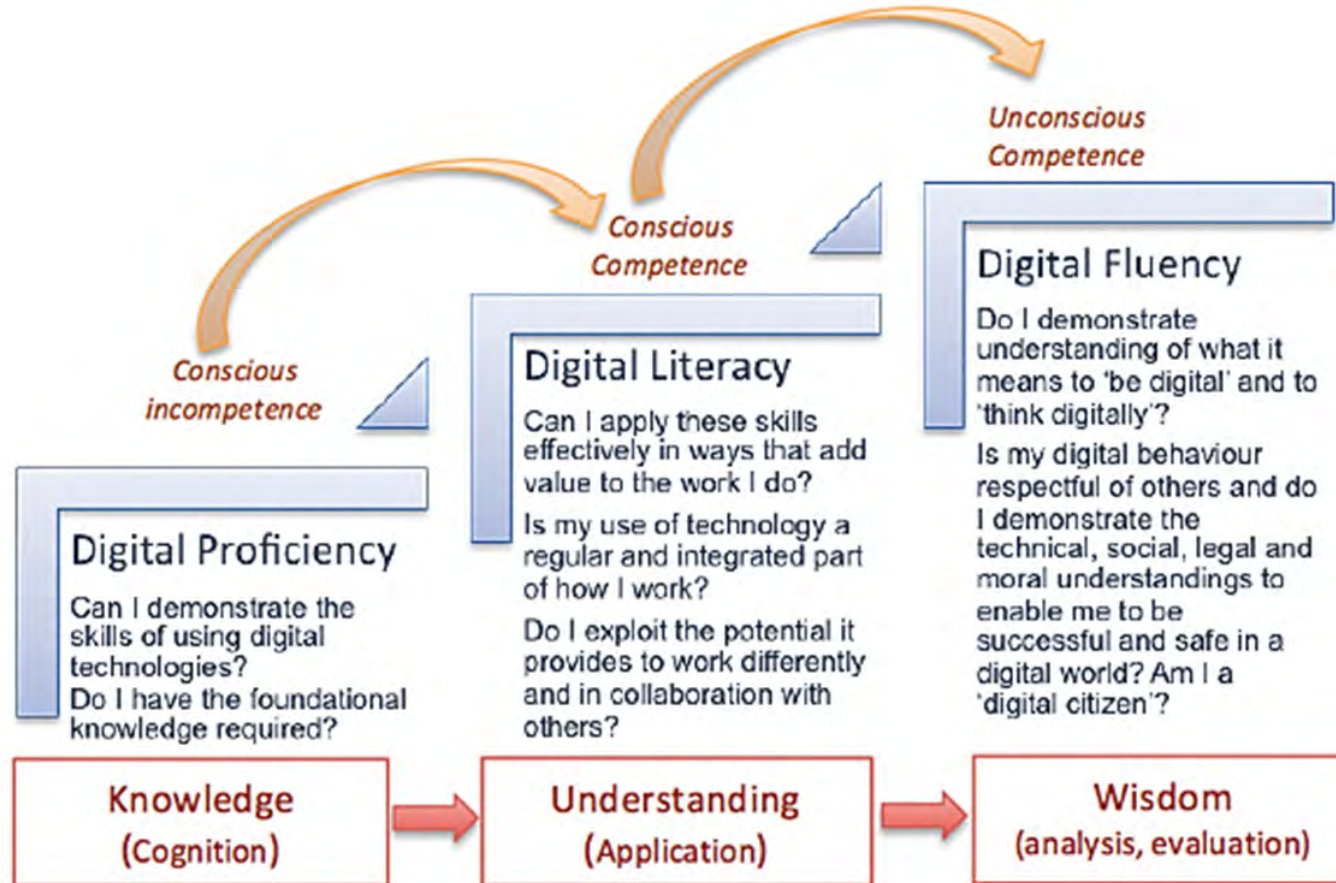 Unconscious
Competence
Conscious
Competence
Conscious
incompetence
Digital Proficiency
Can I demonstrate the
skills of using digital
technologies?
Do I have the foundational
knowledge required?
Digital Literacy
Can I apply these skills
effectively in ways that add
value to the work I do?
Is my use of technology a
regular and integrated part
of how I work?
Do I exploit the potential it
provides to work differently
and in collaboration with
others?
Digital Fluency
Do I demonstrate
understanding of what it
means to ‘be digital’ and to
‘think digitally’?
Is my digital behaviour
respectful of others and do
I demonstrate the
technical, social, legal and
moral understandings to
enable me to be
successful and safe in a
digital world? Am I a
‘digital citizen’?
Knowledge
(Cognition)
Understanding
(Application)
Wisdom
(analysis, evaluation)